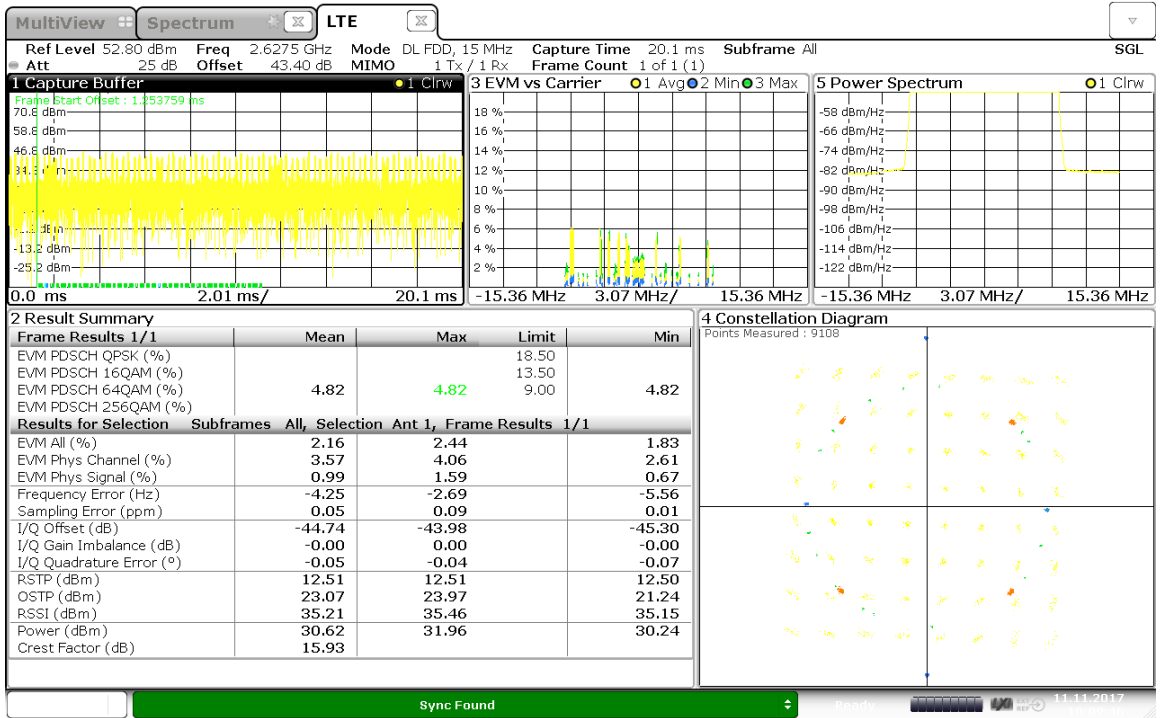 MultiView Spectrum LTE
Ref Level 52.80 dBm Freq 2.6275 GHz Mode DL FDD, 15 MHz Capture Time 20.1 ms Subframe All SGL
Att 25 dB Offset 43.40 dB MIMO 1 Tx / 1 Rx Frame Count 1 of 1 (1)
1 Capture Buffer 1 Clrw
Frame Start Offset : 1.253759 ms
70.8 dBm
58.8 dBm
46.8 dBm
-13.2 dBm
-25.2 dBm
0.0 ms 2.01 ms/ 20.1 ms
3 EVM vs Carrier 1 Avg 2 Min 3 Max
18 %
16 %
14 %
12 %
10 %
8 %
6 %
4 %
2 %
-15.36 MHz 3.07 MHz/ 15.36 MHz
5 Power Spectrum 1 Clrw
-58 dBm/Hz
-66 dBm/Hz
-74 dBm/Hz
-82 dBm/Hz
-90 dBm/Hz
-98 dBm/Hz
-106 dBm/Hz
-114 dBm/Hz
-122 dBm/Hz
-15.36 MHz 3.07 MHz/ 15.36 MHz
2 Result Summary
Frame Results 1/1 Mean Max Limit Min
EVM PDSCH QPSK (%) 18.50
EVM PDSCH 16QAM (%) 13.50
EVM PDSCH 64QAM (%) 4.82 4.82 9.00 4.82
EVM PDSCH 256QAM (%)
Results for Selection Subframes All, Selection Ant 1, Frame Results 1/1
EVM All (%) 2.16 2.44 1.83
EVM Phys Channel (%) 3.57 4.06 2.61
EVM Phys Signal (%) 0.99 1.59 0.67
Frequency Error (Hz) -4.25 -2.69 -5.56
Sampling Error (ppm) 0.05 0.09 0.01
I/Q Offset (dB) -44.74 -43.98 -45.30
I/Q Gain Imbalance (dB) -0.00 0.00 -0.00
I/Q Quadrature Error (º) -0.05 -0.04 -0.07
RSTP (dBm) 12.51 12.51 12.50
OSTP (dBm) 23.07 23.97 21.24
RSSI (dBm) 35.21 35.46 35.15
Power (dBm) 30.62 31.96 30.24
Crest Factor (dB) 15.93
4 Constellation Diagram
Points Measured : 9108
Sync Found
Ready LXI EXT REF 11.11.2017